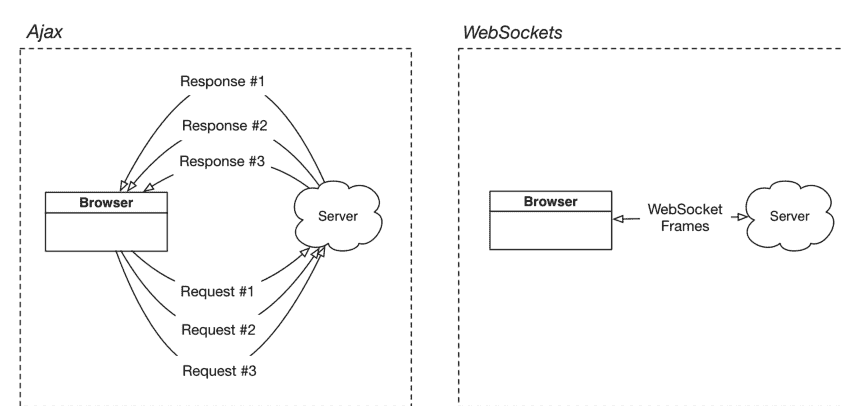 Ajax
Response #1
Response #2
Response #3
Browser
Server
Request #1
Request #2
Request #3
WebSockets
Browser
WebSocket
Frames
Server